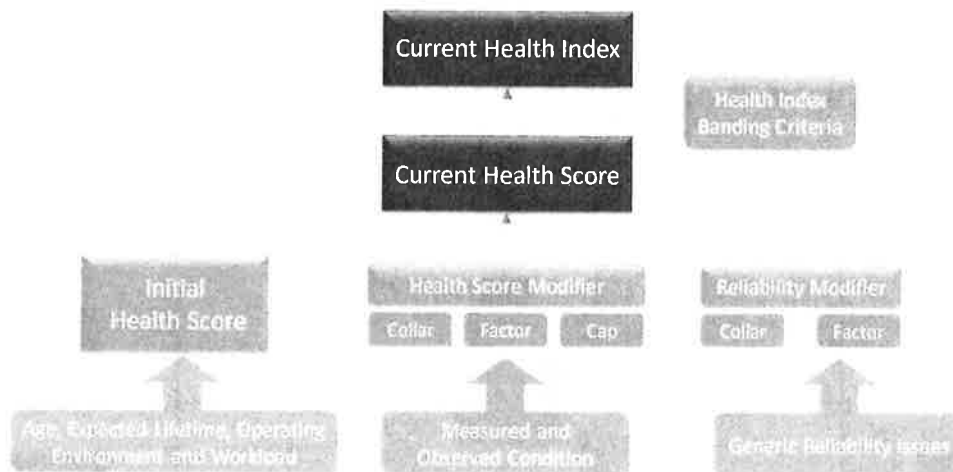 Current Health Index
Health Index
Banding Criteria
Current Health Score
Initial
Health Score
Health Score Modifier
Reliability Modifier
Collar
Factor
Cap
Collar
Factor
Age, Expected Lifetime, Operating
Environment and Workload
Measured and
Observed Condition
Generic Reliability Issues